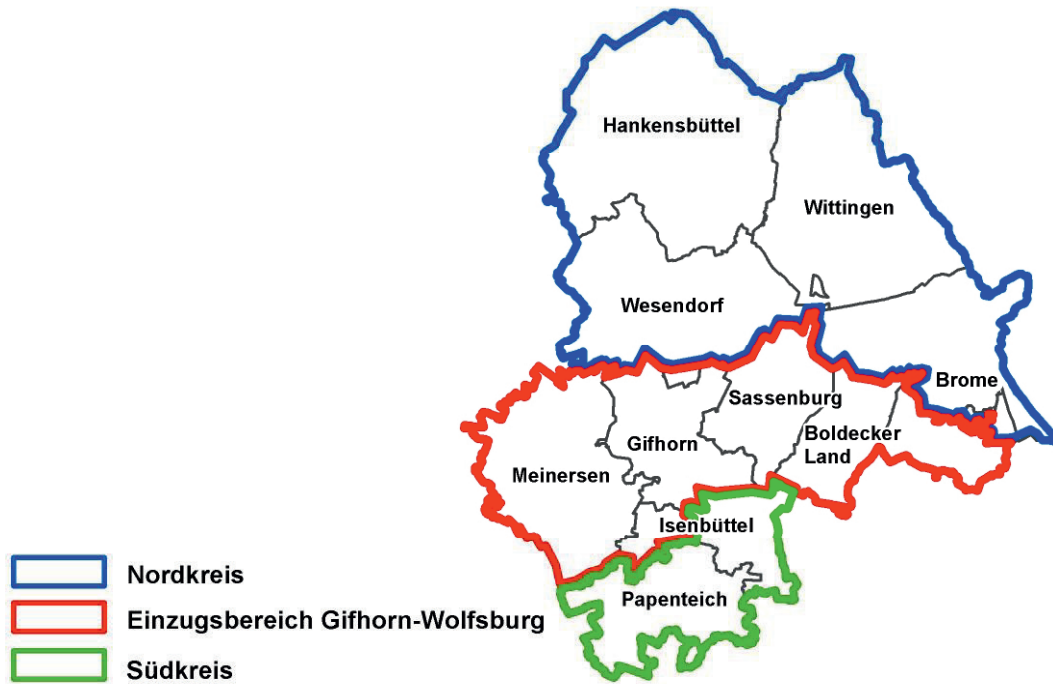 Hankensbüttel
Wittingen
Wesendorf
Brome
Sassenburg
Boldecker
Land
Gifhorn
Meinersen
Isenbüttel
Papenteich
Nordkreis
Einzugsbereich Gifhorn-Wolfsburg
Südkreis